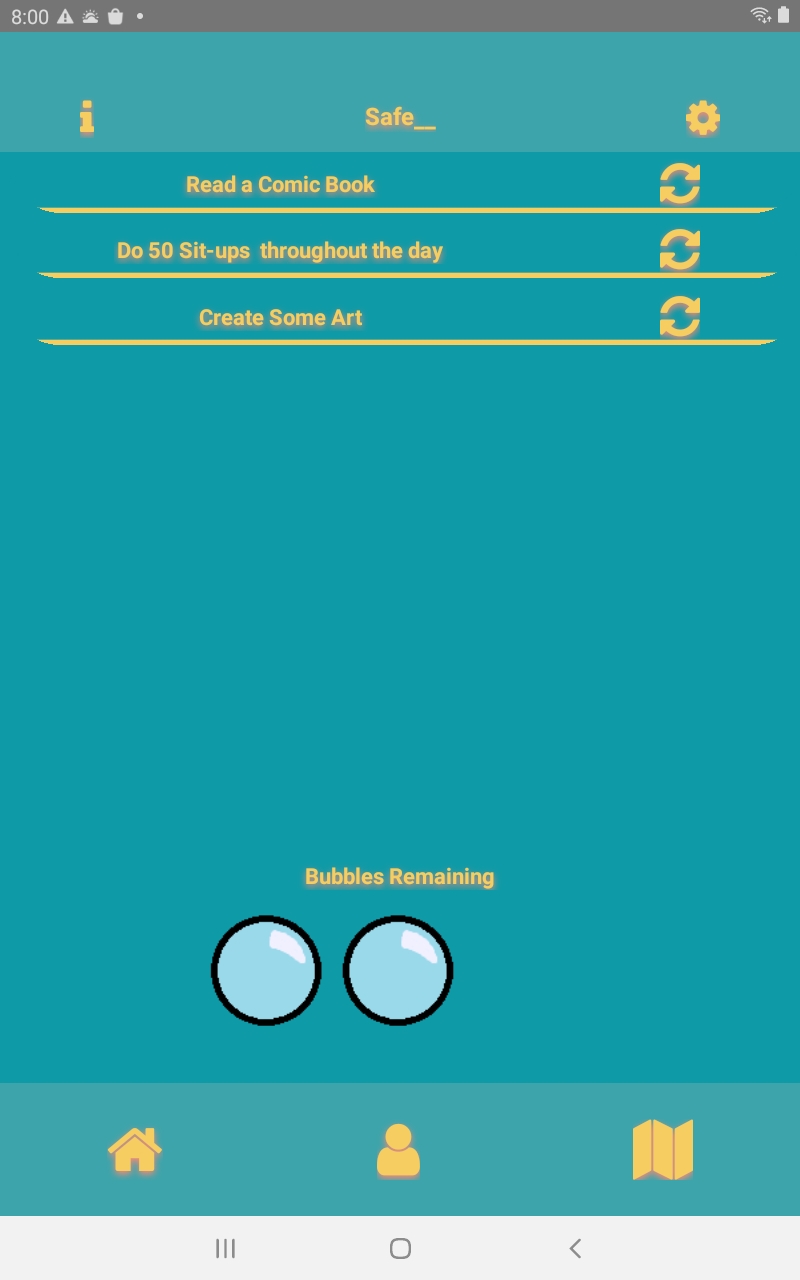 8:00
Safe__
Read a Comic Book
Do 50 Sit-ups  throughout the day
Create Some Art
Bubbles Remaining